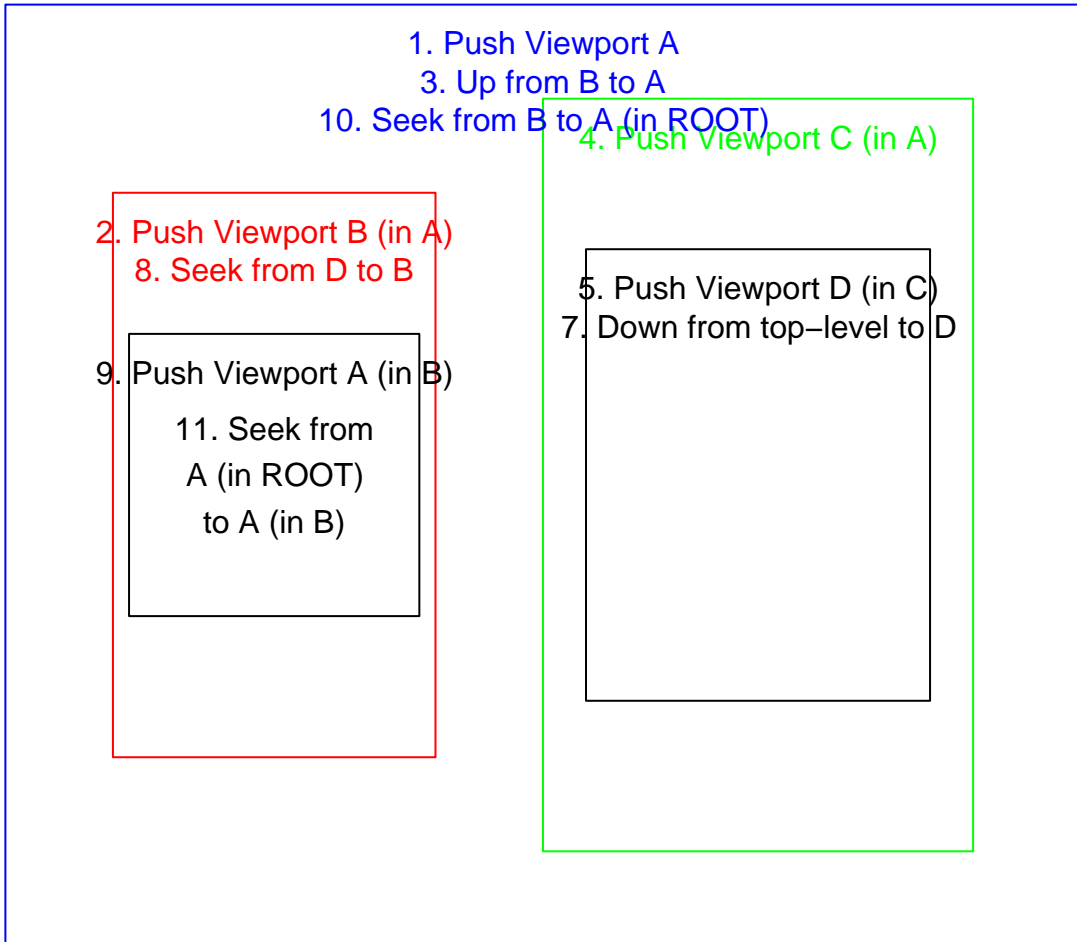 1. Push Viewport A
3. Up from B to A
10. Seek from B to A (in ROOT)
4. Push Viewport C (in A)
2. Push Viewport B (in A)
8. Seek from D to B
5. Push Viewport D (in C)
7. Down from top−level to D
9. Push Viewport A (in B)
11. Seek from
A (in ROOT)
to A (in B)